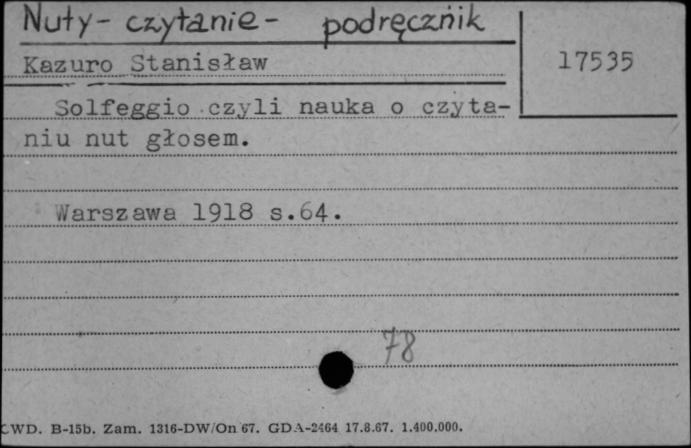 Nuty - czytanie - podręcznik
Kazuro Stanisław
17535
Solfeggio czyli nauka o czyta-
niu nut głosem.
Warszawa 1918 s.64.
78
CWD. B-15b. Zam. 1316-DW/On 67. GDA-2464 17.8.67. 1.400.000.